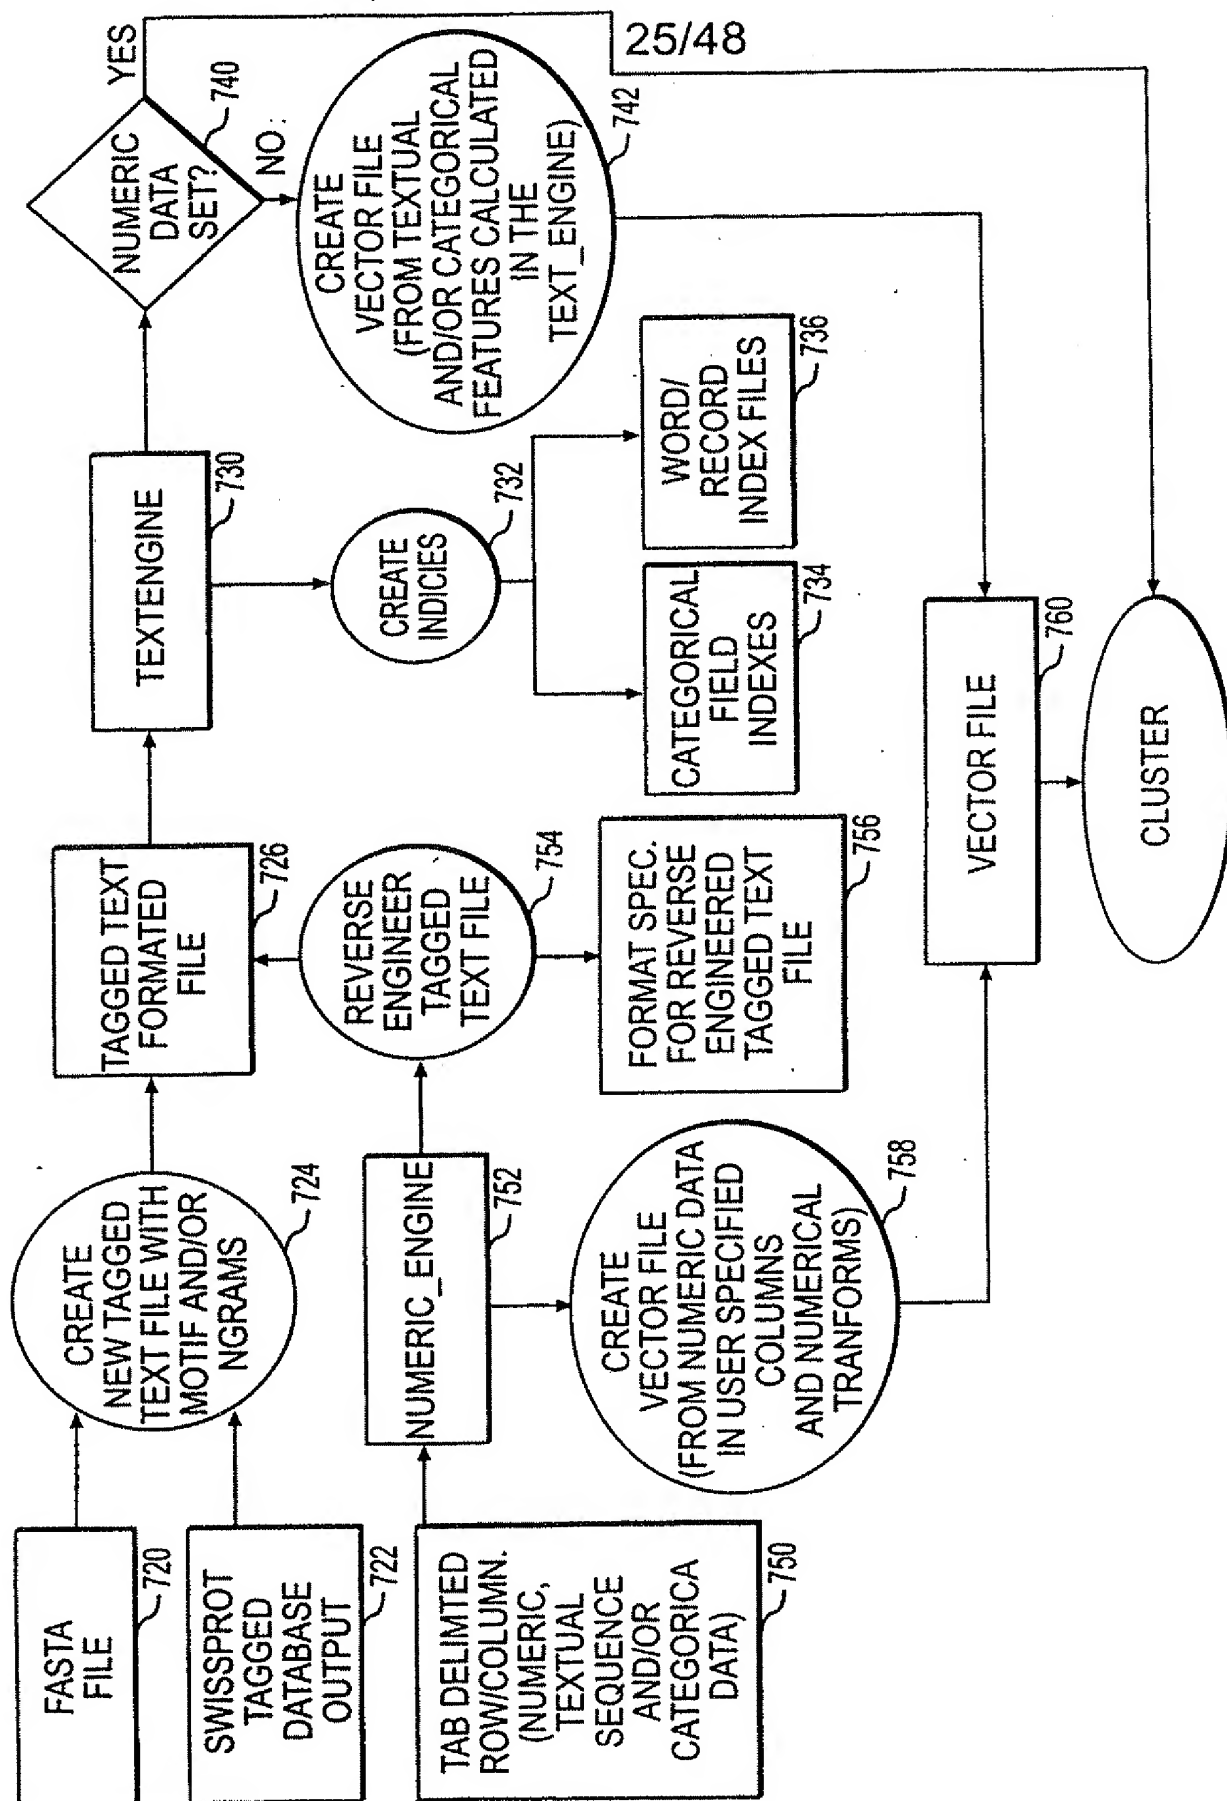 25/48
FASTA
FILE
720
SWISSPROT
TAGGED
DATABASE
OUTPUT
722
CREATE
NEW TAGGED
TEXT FILE WITH
MOTIF AND/OR
NGRAMS
724
TAGGED TEXT
FORMATED
FILE
726
TEXTENGINE
730
NUMERIC
DATA
SET?
740
YES
NO
CREATE
VECTOR FILE
(FROM TEXTUAL
AND/OR CATEGORICAL
FEATURES CALCULATED
IN THE
TEXT_ENGINE)
742
CREATE
INDICIES
732
CATEGORICAL
FIELD
INDEXES
734
WORD/
RECORD
INDEX FILES
736
TAB DELIMTED
ROW/COLUMN.
(NUMERIC,
TEXTUAL
SEQUENCE
AND/OR
CATEGORICA
DATA)
750
NUMERIC_ENGINE
752
REVERSE
ENGINEER
TAGGED
TEXT FILE
754
FORMAT SPEC.
FOR REVERSE
ENGINEERED
TAGGED TEXT
FILE
756
CREATE
VECTOR FILE
(FROM NUMERIC DATA
IN USER SPECIFIED
COLUMNS
AND NUMERICAL
TRANFORMS)
758
VECTOR FILE
760
CLUSTER